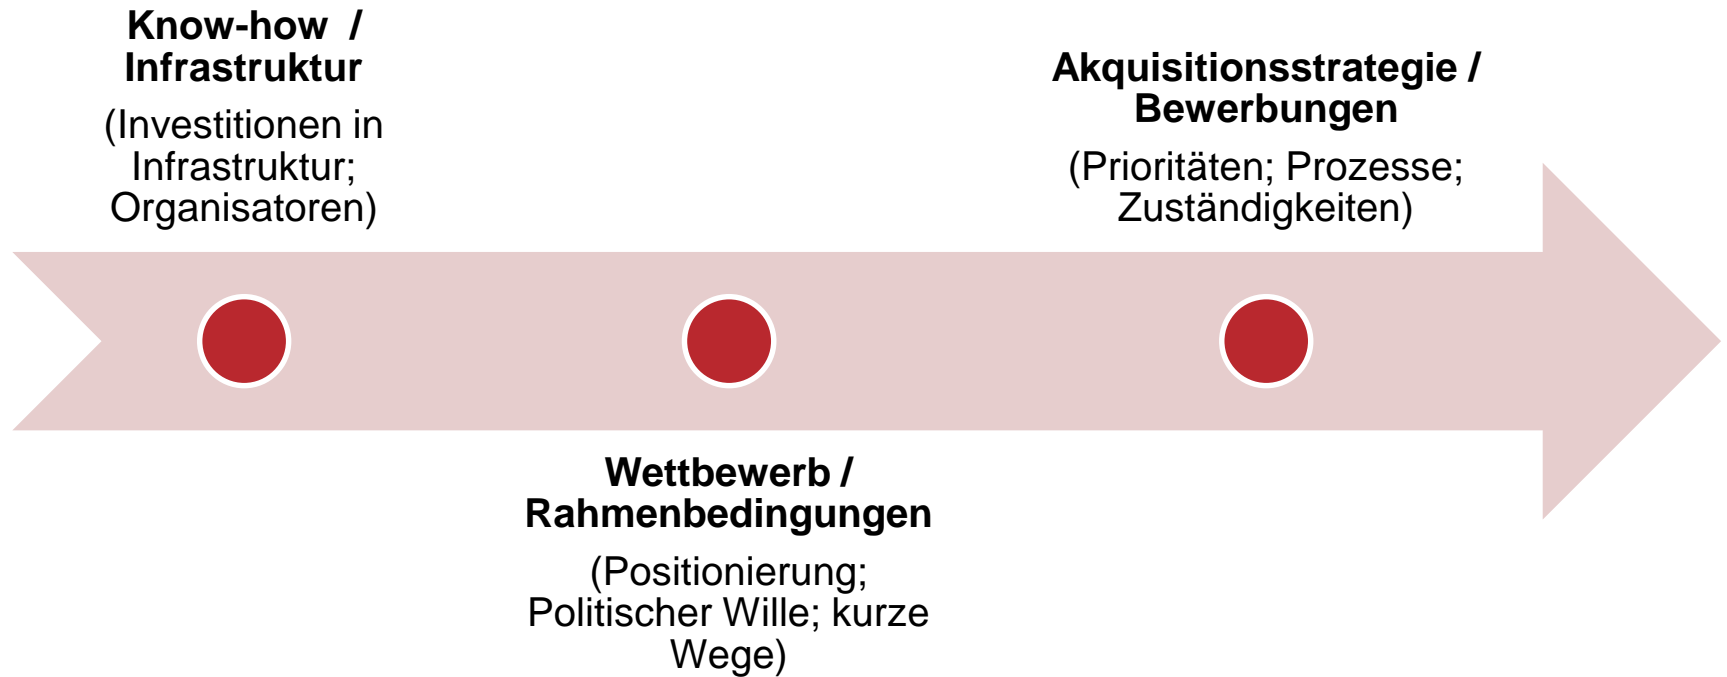 Know-how /
Infrastruktur
(Investitionen in
Infrastruktur;
Organisatoren)
Wettbewerb /
Rahmenbedingungen
(Positionierung;
Politischer Wille; kurze
Wege)
Akquisitionsstrategie /
Bewerbungen
(Prioritäten; Prozesse;
Zuständigkeiten)